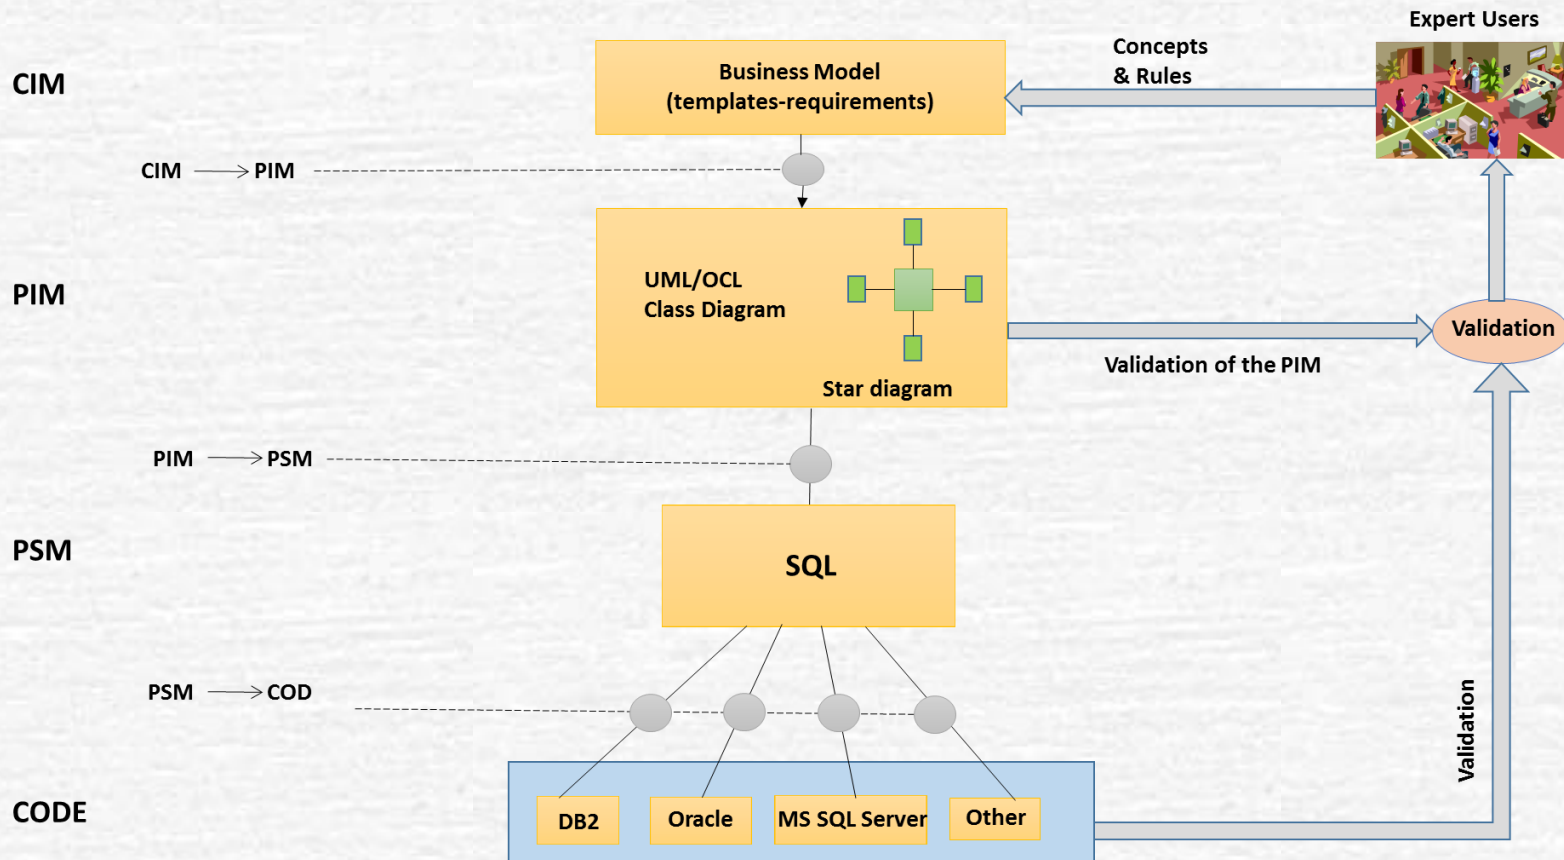 Expert Users
CIM
Business Model
(templates-requirements)
Concepts
& Rules
CIM → PIM
PIM
UML/OCL
Class Diagram
Star diagram
Validation
Validation of the PIM
PIM → PSM
PSM
SQL
PSM → COD
Validation
CODE
DB2
Oracle
MS SQL Server
Other